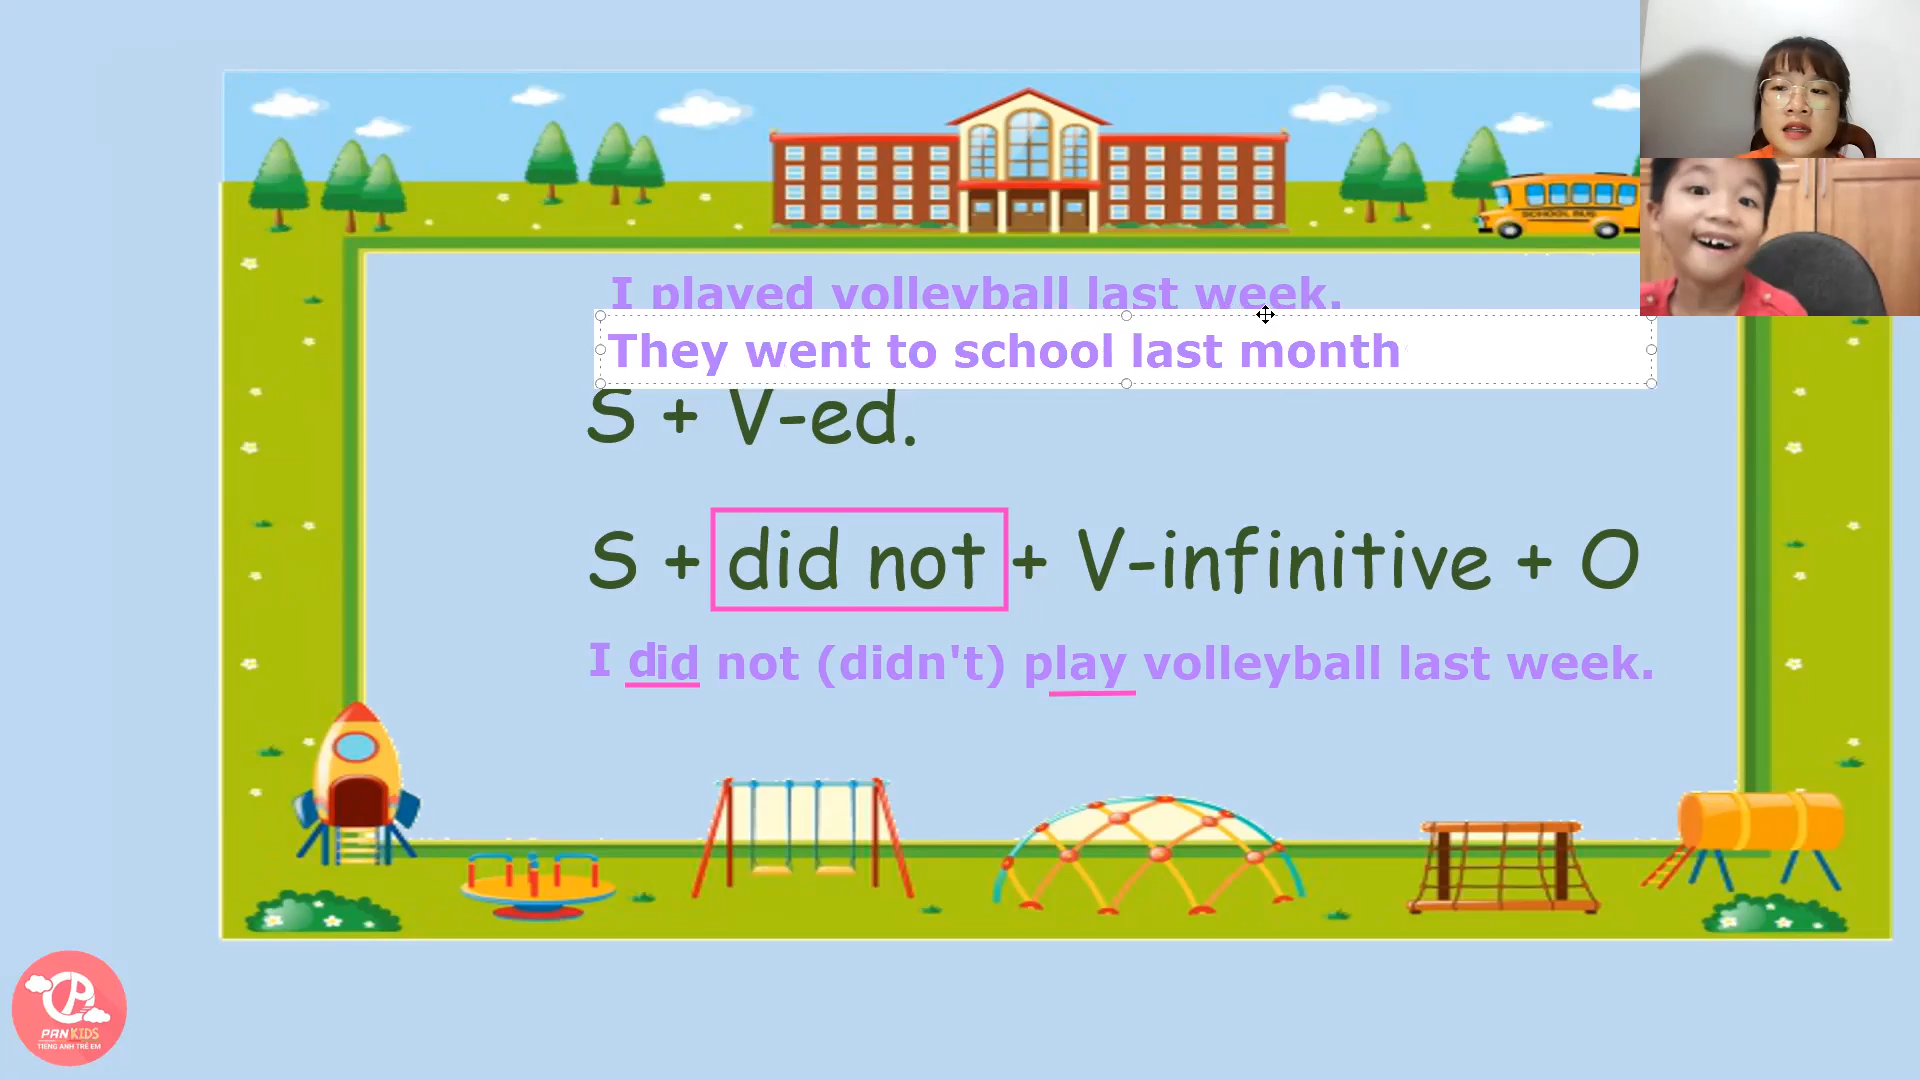 SCHOOL BUS
I played volleyball last week.
They went to school last month
S + V-ed.
S + did not + V-infinitive + O
I did not (didn't) play volleyball last week.
P
PAN KIDS
TIẾNG ANH TRẺ EM